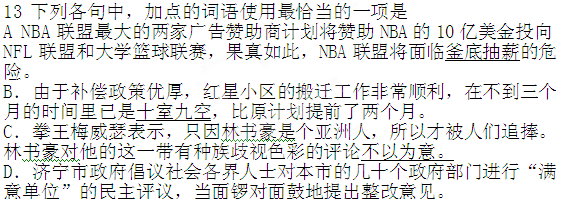 13 下列各句中，加点的词语使用最恰当的一项是
A NBA 联盟最大的两家广告赞助商计划将赞助 NBA 的 10 亿美金投向
NFL 联盟和大学篮球联赛，果真如此，NBA 联盟将面临釜底抽薪的危
险。
B．由于补偿政策优厚，红星小区的搬迁工作非常顺利，在不到三个
月的时间里已是十室九空，比原计划提前了两个月。
C．拳王梅威瑟表示，只因林书豪是个亚洲人，所以才被人们追捧。
林书豪对他的这一带有种族歧视色彩的评论不以为意。
D．济宁市政府倡议社会各界人士对本市的几十个政府部门进行“满
意单位”的民主评议，当面锣对面鼓地提出整改意见。